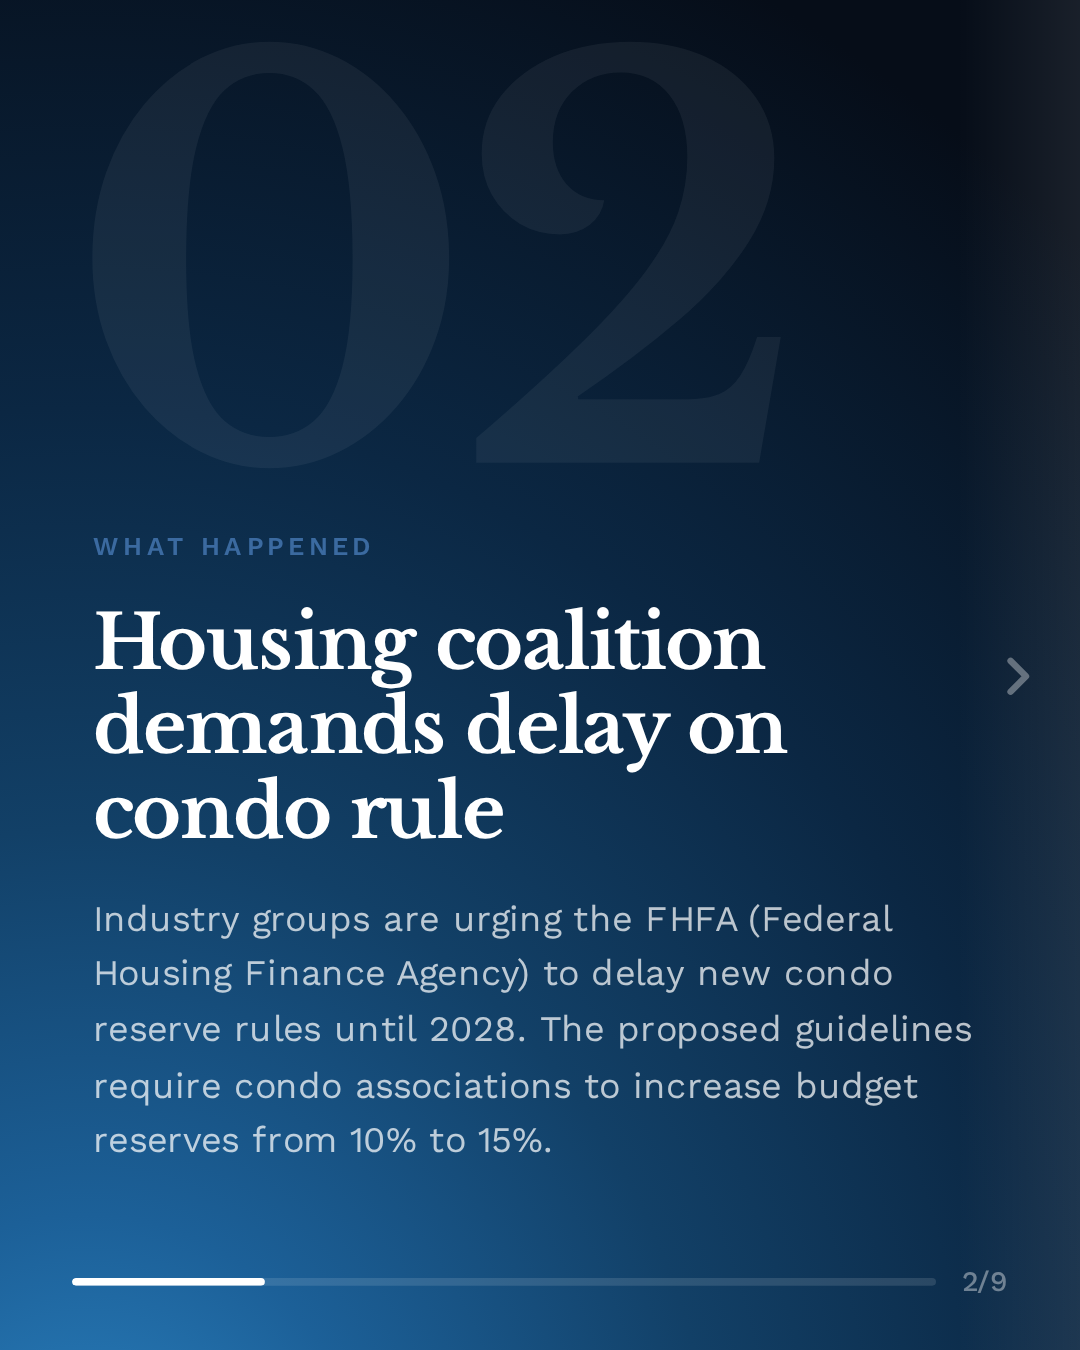 02
WHAT HAPPENED
Housing coalition
demands delay on
condo rule
Industry groups are urging the FHFA (Federal
Housing Finance Agency) to delay new condo
reserve rules until 2028. The proposed guidelines
require condo associations to increase budget
reserves from 10% to 15%.
2/9